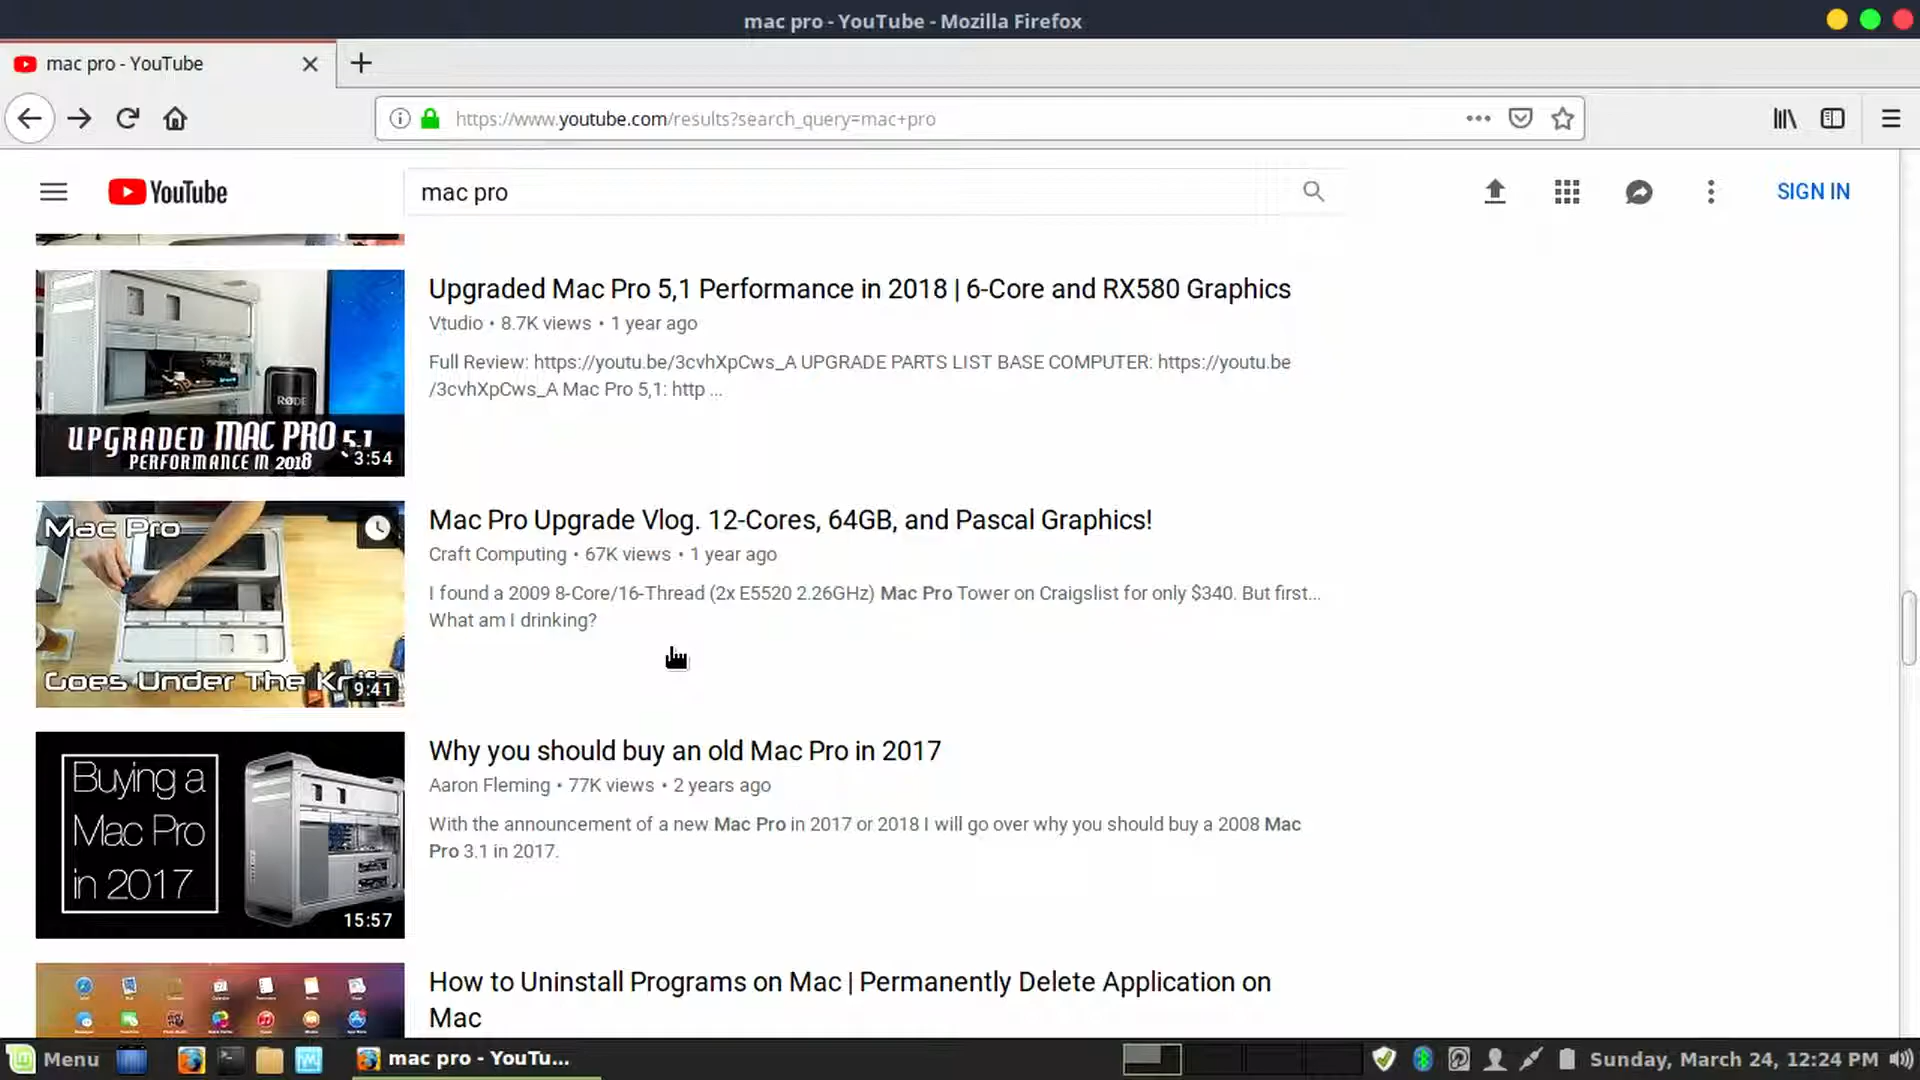 mac pro - YouTube - Mozilla Firefox
mac pro - YouTube
https://www.youtube.com/results?search_query=mac+pro
YouTube
mac pro
SIGN IN
RØDE
UPGRADED MAC PRO 5,1
PERFORMANCE IN 2018
3:54
Upgraded Mac Pro 5,1 Performance in 2018 | 6-Core and RX580 Graphics
Vtudio • 8.7K views • 1 year ago
Full Review: https://youtu.be/3cvhXpCws_A UPGRADE PARTS LIST BASE COMPUTER: https://youtu.be
/3cvhXpCws_A Mac Pro 5,1: http ...
Mac Pro
Goes Under The Knife
9:41
Mac Pro Upgrade Vlog. 12-Cores, 64GB, and Pascal Graphics!
Craft Computing • 67K views • 1 year ago
I found a 2009 8-Core/16-Thread (2x E5520 2.26GHz) Mac Pro Tower on Craigslist for only $340. But first...
What am I drinking?
Buying a
Mac Pro
in 2017
15:57
Why you should buy an old Mac Pro in 2017
Aaron Fleming • 77K views • 2 years ago
With the announcement of a new Mac Pro in 2017 or 2018 I will go over why you should buy a 2008 Mac
Pro 3.1 in 2017.
How to Uninstall Programs on Mac | Permanently Delete Application on
Mac
Menu
mac pro - YouTu...
Sunday, March 24, 12:24 PM